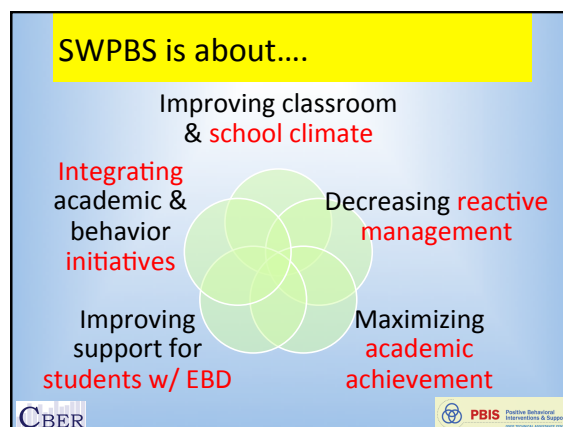 SWPBS is about….
Improving classroom
& school climate
Integrating
academic &
behavior
initiatives
Decreasing reactive
management
Improving
support for
students w/ EBD
Maximizing
academic
achievement
CBER
PBIS Positive Behavioral
Interventions & Suppo